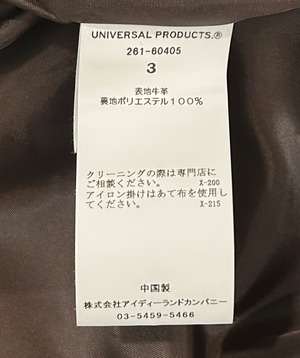 UNIVERSAL PRODUCTS.®
261-60405
3
表地牛革
裏地ポリエステル100%
クリーニングの際は専門店に
ご相談ください。 X-200
アイロン掛けはあて布を使用し
てください。 X-215
中国製
株式会社アイディーランドカンパニー
03-5459-5466